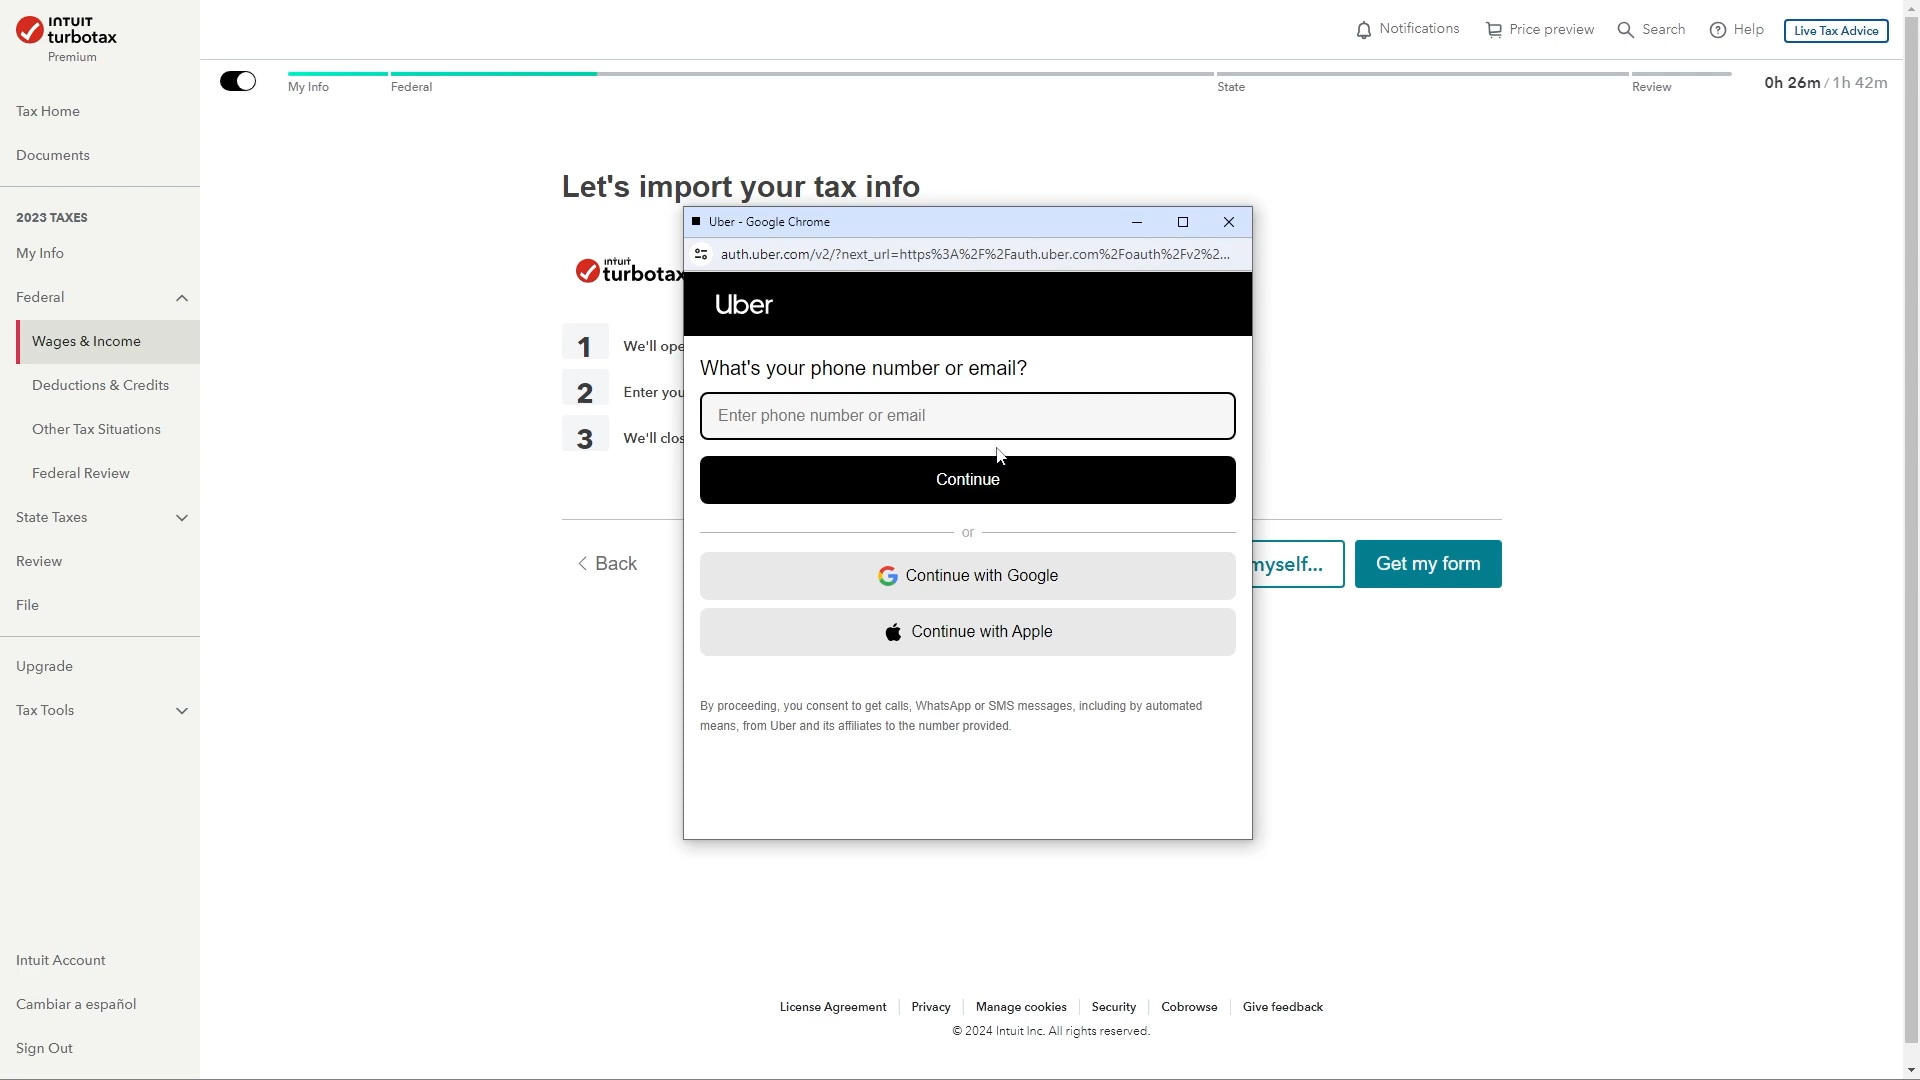 INTUIT
turbotax
Premium
Notifications
Price preview
Search
Help
Live Tax Advice
My Info
Federal
State
Review
0h 26m / 1h 42m
Tax Home
Documents
2023 TAXES
My Info
Federal
Wages & Income
Deductions & Credits
Other Tax Situations
Federal Review
State Taxes
Review
File
Upgrade
Tax Tools
Intuit Account
Cambiar a español
Sign Out
Let's import your tax info
intuit
turbotax
1 We'll ope
2 Enter you
3 We'll clos
Back
myself...
Get my form
Uber - Google Chrome
auth.uber.com/v2/?next_url=https%3A%2F%2Fauth.uber.com%2Foauth%2Fv2%2...
Uber
What's your phone number or email?
Enter phone number or email
Continue
or
Continue with Google
Continue with Apple
By proceeding, you consent to get calls, WhatsApp or SMS messages, including by automated
means, from Uber and its affiliates to the number provided.
License Agreement
Privacy
Manage cookies
Security
Cobrowse
Give feedback
© 2024 Intuit Inc. All rights reserved.